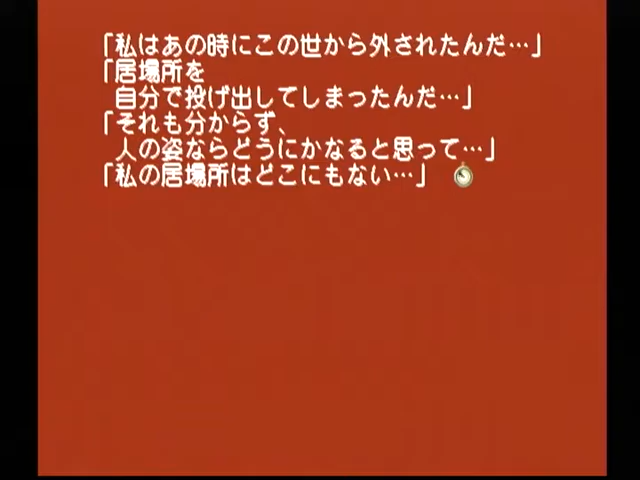 「私はあの時にこの世から外されたんだ…」
「居場所を
自分で投げ出してしまったんだ…」
「それも分からず、
人の姿ならどうにかなると思って…」
「私の居場所はどこにもない…」